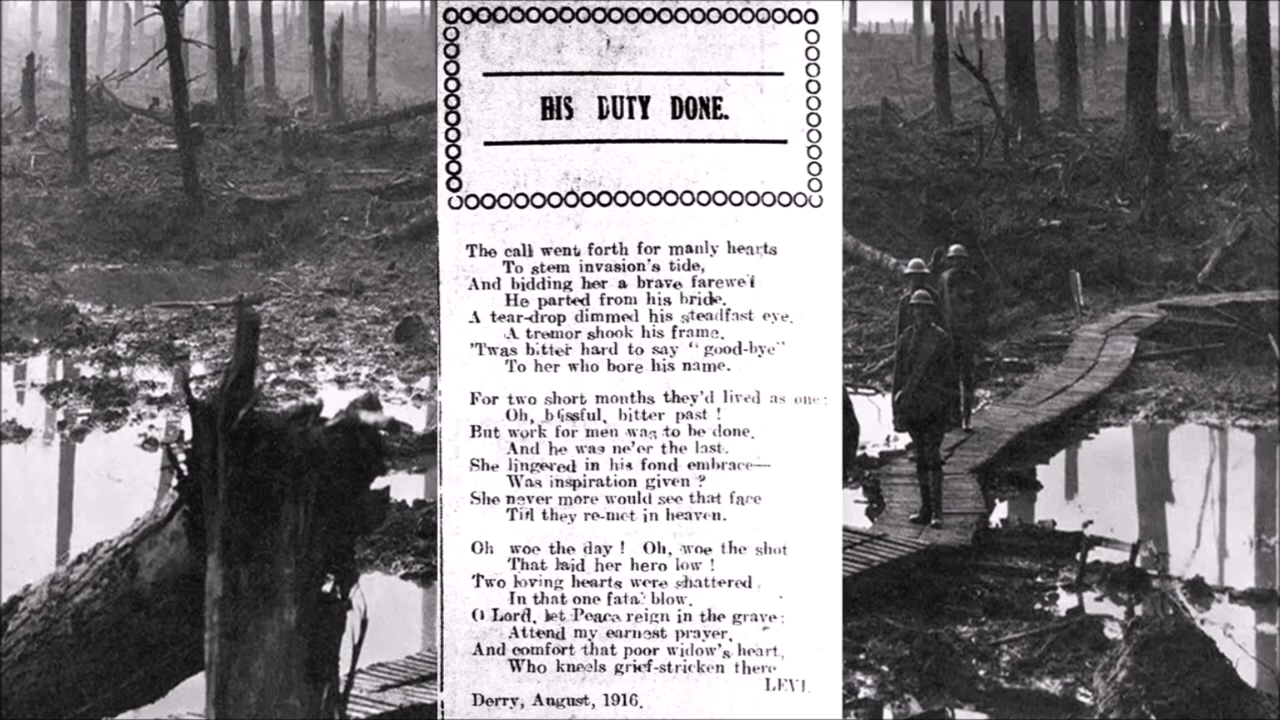 HIS DUTY DONE.
The call went forth for manly hearts
To stem invasion's tide,
And bidding her a brave farewel
He parted from his bride.
A tear-drop dimmed his steadfast eye,
A tremor shook his frame.
'Twas bitter hard to say "good-bye"
To her who bore his name.
For two short months they'd lived as one:
Oh, blissful, bitter past !
But work for men was to be done,
And he was ne'er the last.
She lingered in his fond embrace—
Was inspiration given ?
She never more would see that face
Till they re-met in heaven.
Oh woe the day ! Oh, woe the shot
That laid her hero low !
Two loving hearts were shattered
In that one fatal blow.
O Lord, let Peace reign in the grave:
Attend my earnest prayer,
And comfort that poor widow's heart,
Who kneels grief-stricken there
LEVI.
Derry, August, 1916.